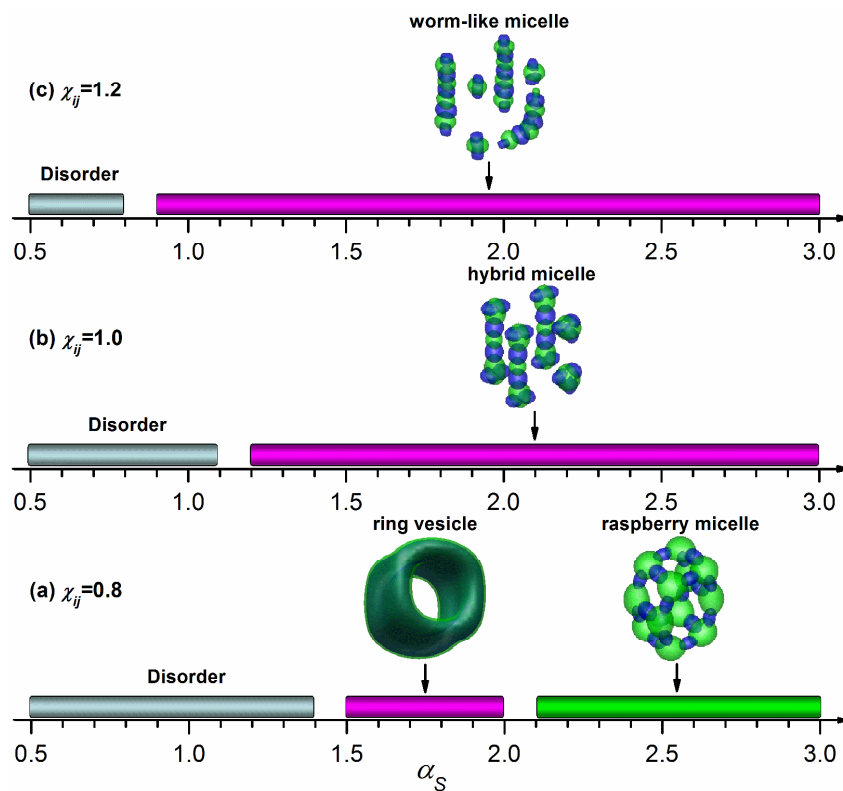 worm-like micelle
(c) χij=1.2
Disorder
0.5 1.0 1.5 2.0 2.5 3.0
hybrid micelle
(b) χij=1.0
Disorder
0.5 1.0 1.5 2.0 2.5 3.0
ring vesicle raspberry micelle
(a) χij=0.8
Disorder
0.5 1.0 1.5 2.0 2.5 3.0
αS